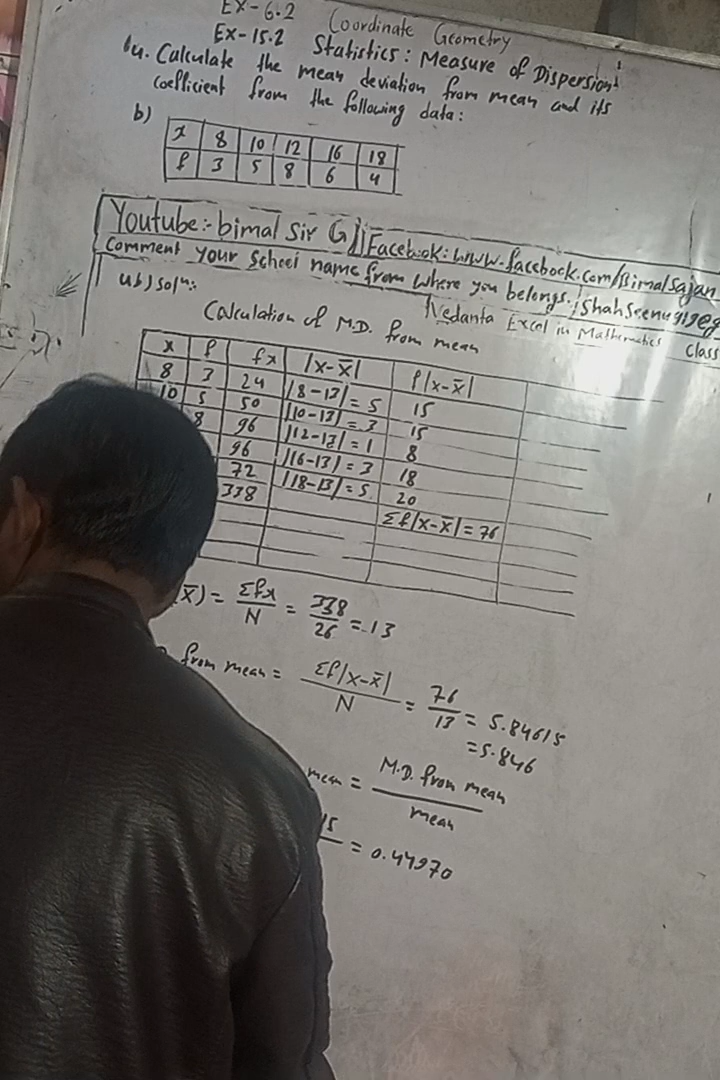 Ex-6.2 Coordinate Geometry
Ex-15.2 Statistics: Measure of Dispersion
4. Calculate the mean deviation from mean and its
coefficient from the following data:
b)
x 8 10 12 16 18
f 3 5 8 6 4
Youtube:- bimal Sir G Facebook: www.facebook.com/Bimalsajan
Comment your school name from where you belongs.
Vedanta Excel in Mathematics Class
4b) Solⁿ:
Calculation of M.D. from mean
x f fx |x-x̄| f|x-x̄|
8 3 24 |8-13|= 5 15
10 5 50 |10-13| = 3 15
8 96 |12-13| = 1 8
96 |16-13| = 3 18
72 |18-13| = 5 20
338 Σf|x-x̄| = 76
(x̄) = Σfx/N = 338/26 = 13
from mean = Σf|x-x̄|/N = 76/13 = 5.84615
= 5.846
mean = M.D. from mean/mean
15 = 0.44970